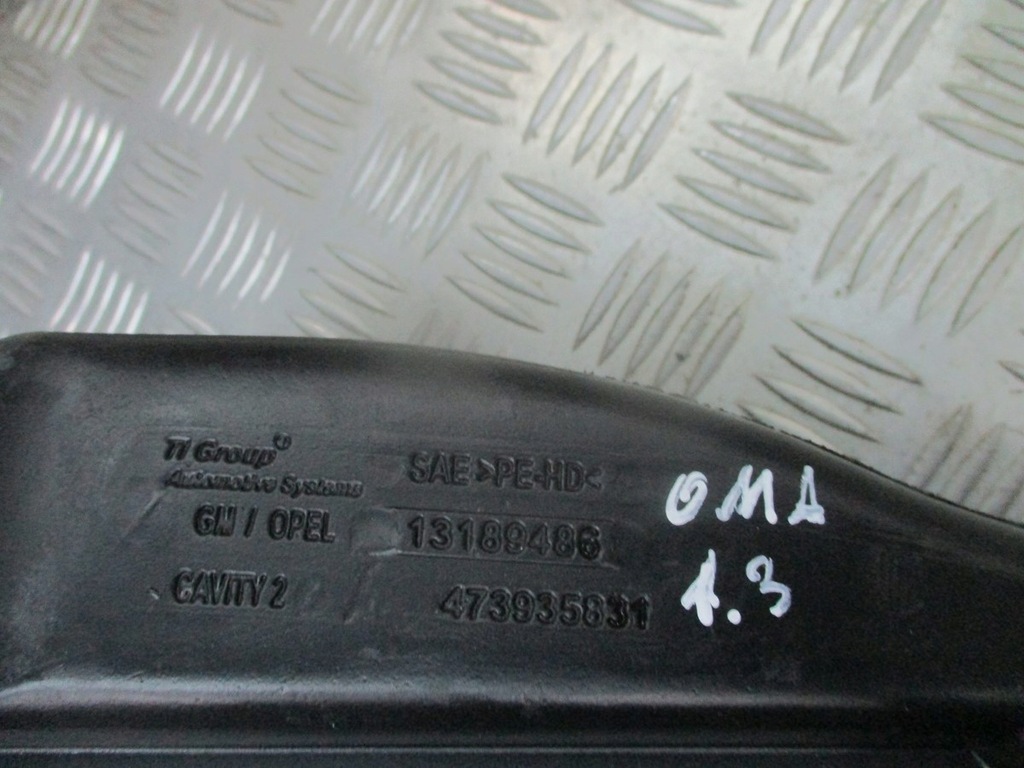 TI Group
Automotive Systems
SAE >PE-HD<
GM / OPEL 13189486
CAVITY 2 473935831
OMA
1.3